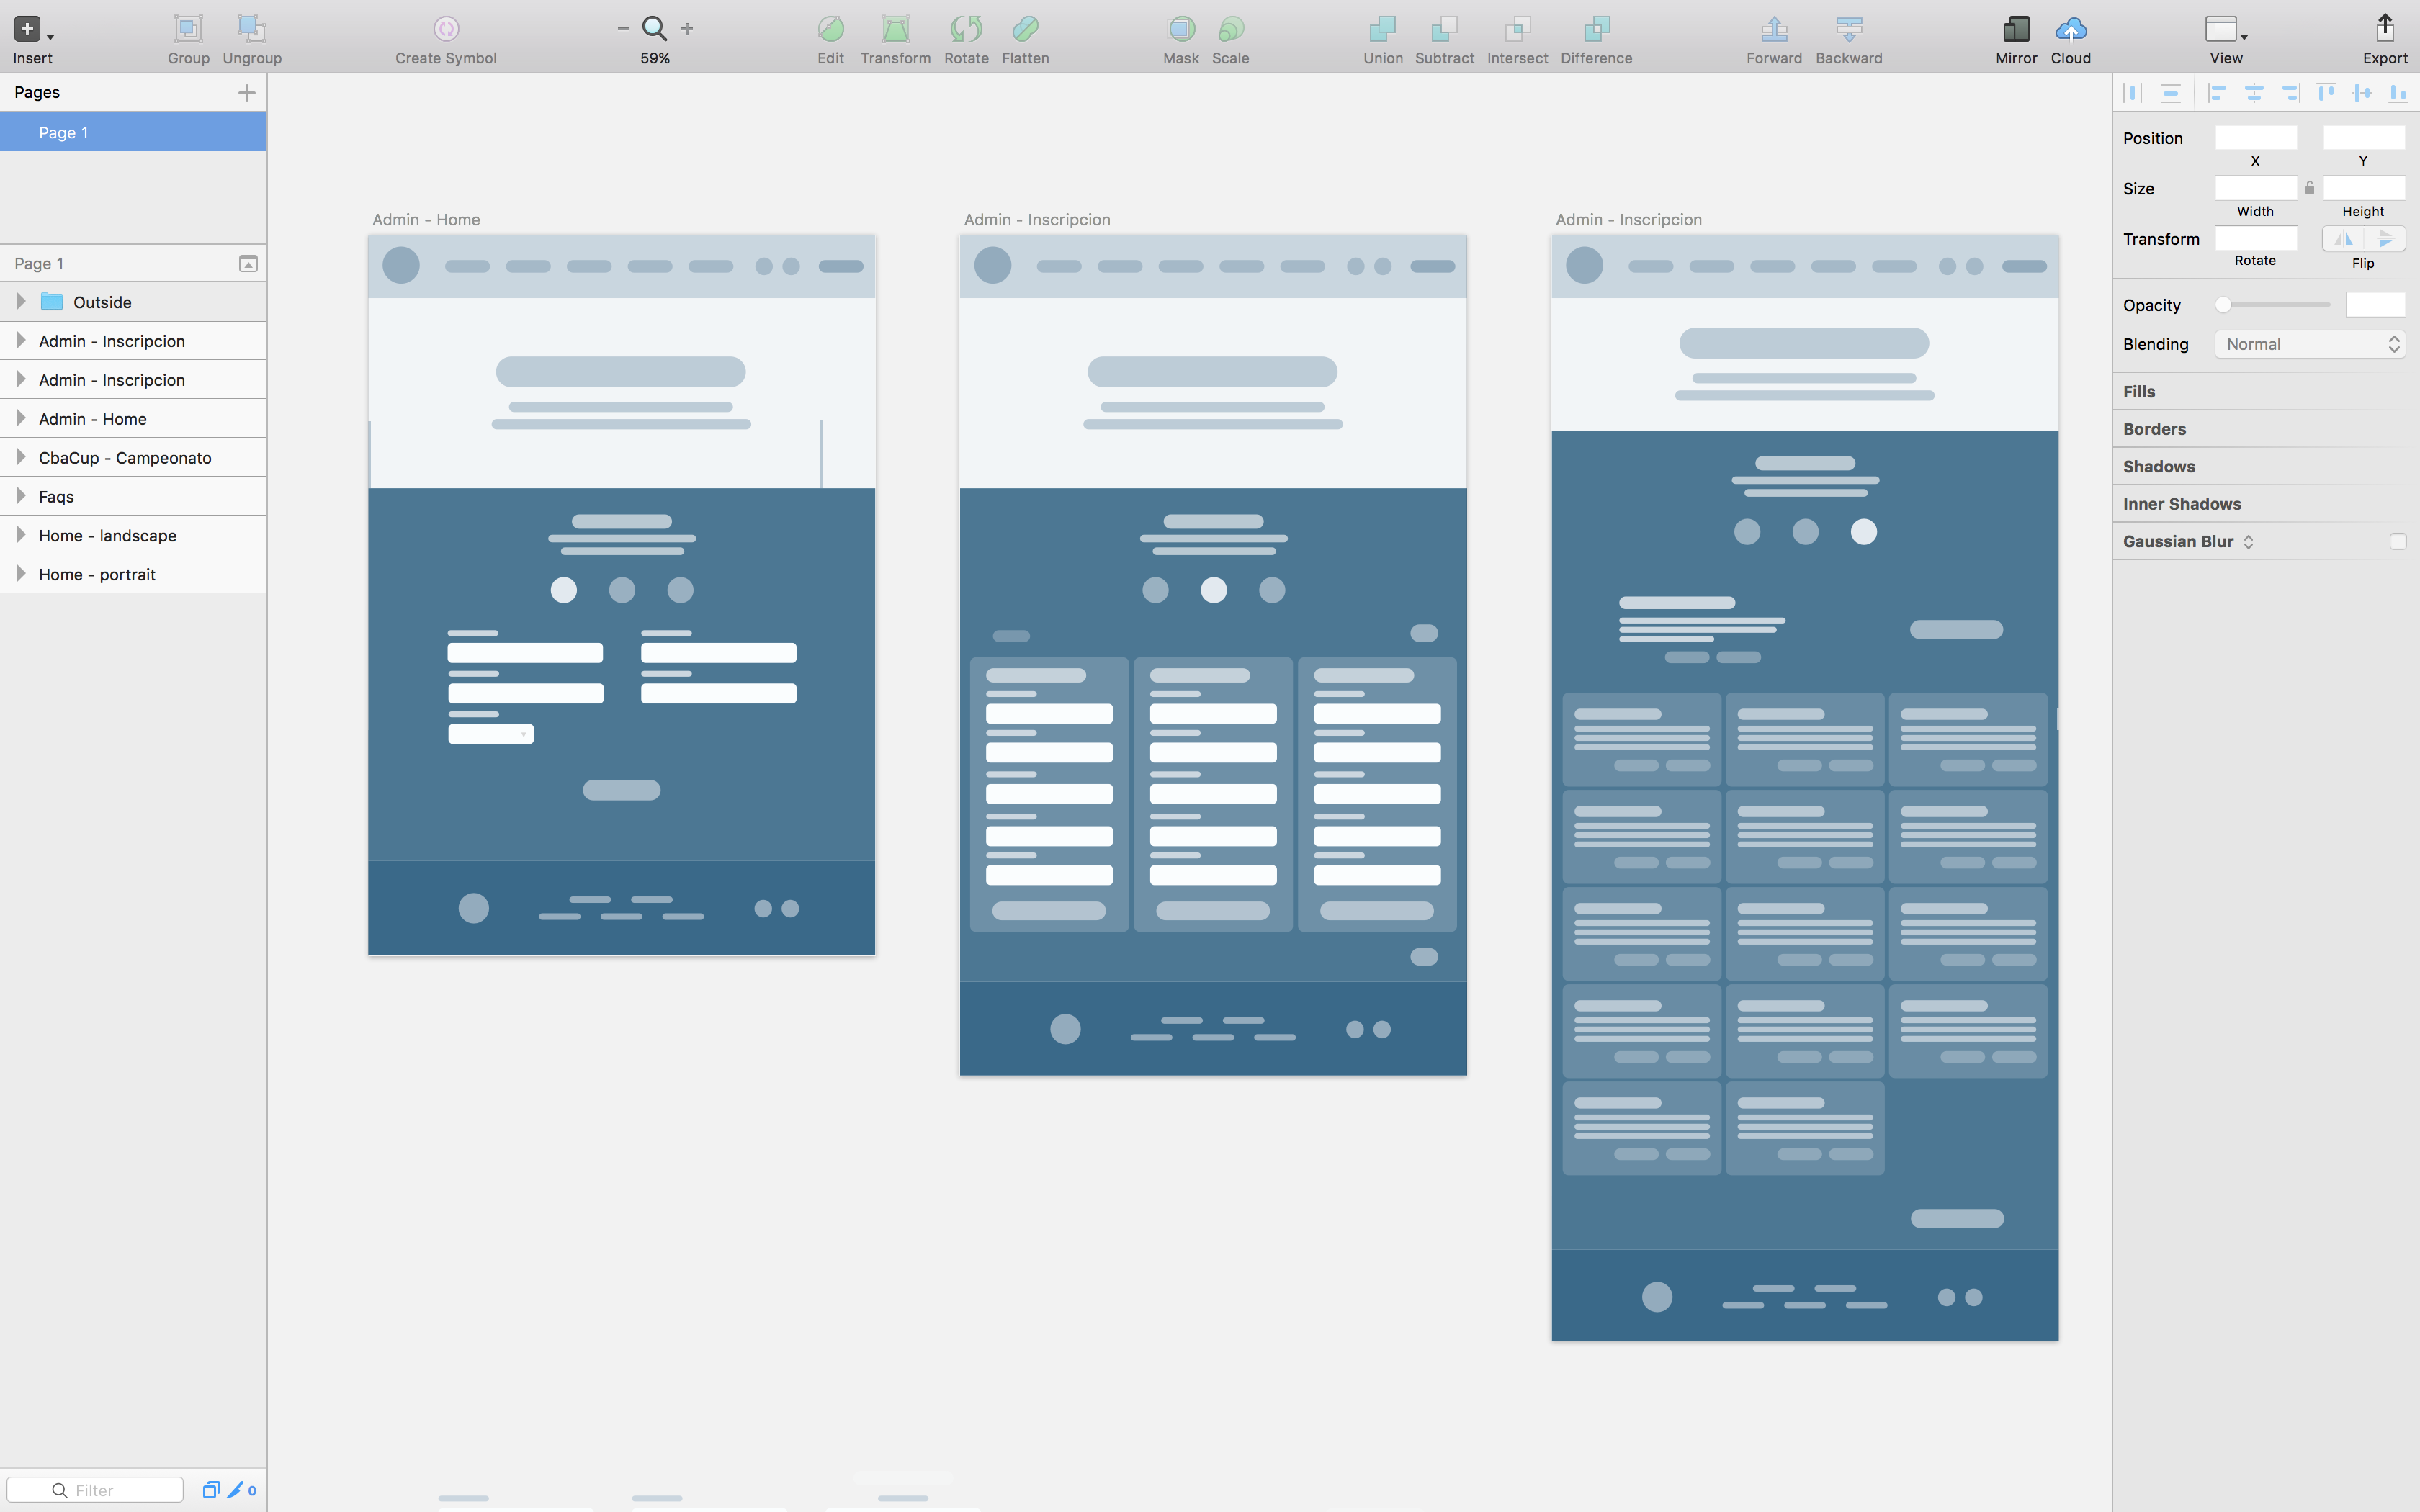 Insert
Group
Ungroup
Create Symbol
59%
Edit
Transform
Rotate
Flatten
Mask
Scale
Union
Subtract
Intersect
Difference
Forward
Backward
Mirror
Cloud
View
Export
Pages
Page 1
Page 1
Outside
Admin - Inscripcion
Admin - Inscripcion
Admin - Home
CbaCup - Campeonato
Faqs
Home - landscape
Home - portrait
Filter
0
Admin - Home
Admin - Inscripcion
Admin - Inscripcion
Position
X
Y
Size
Width
Height
Transform
Rotate
Flip
Opacity
Blending
Normal
Fills
Borders
Shadows
Inner Shadows
Gaussian Blur